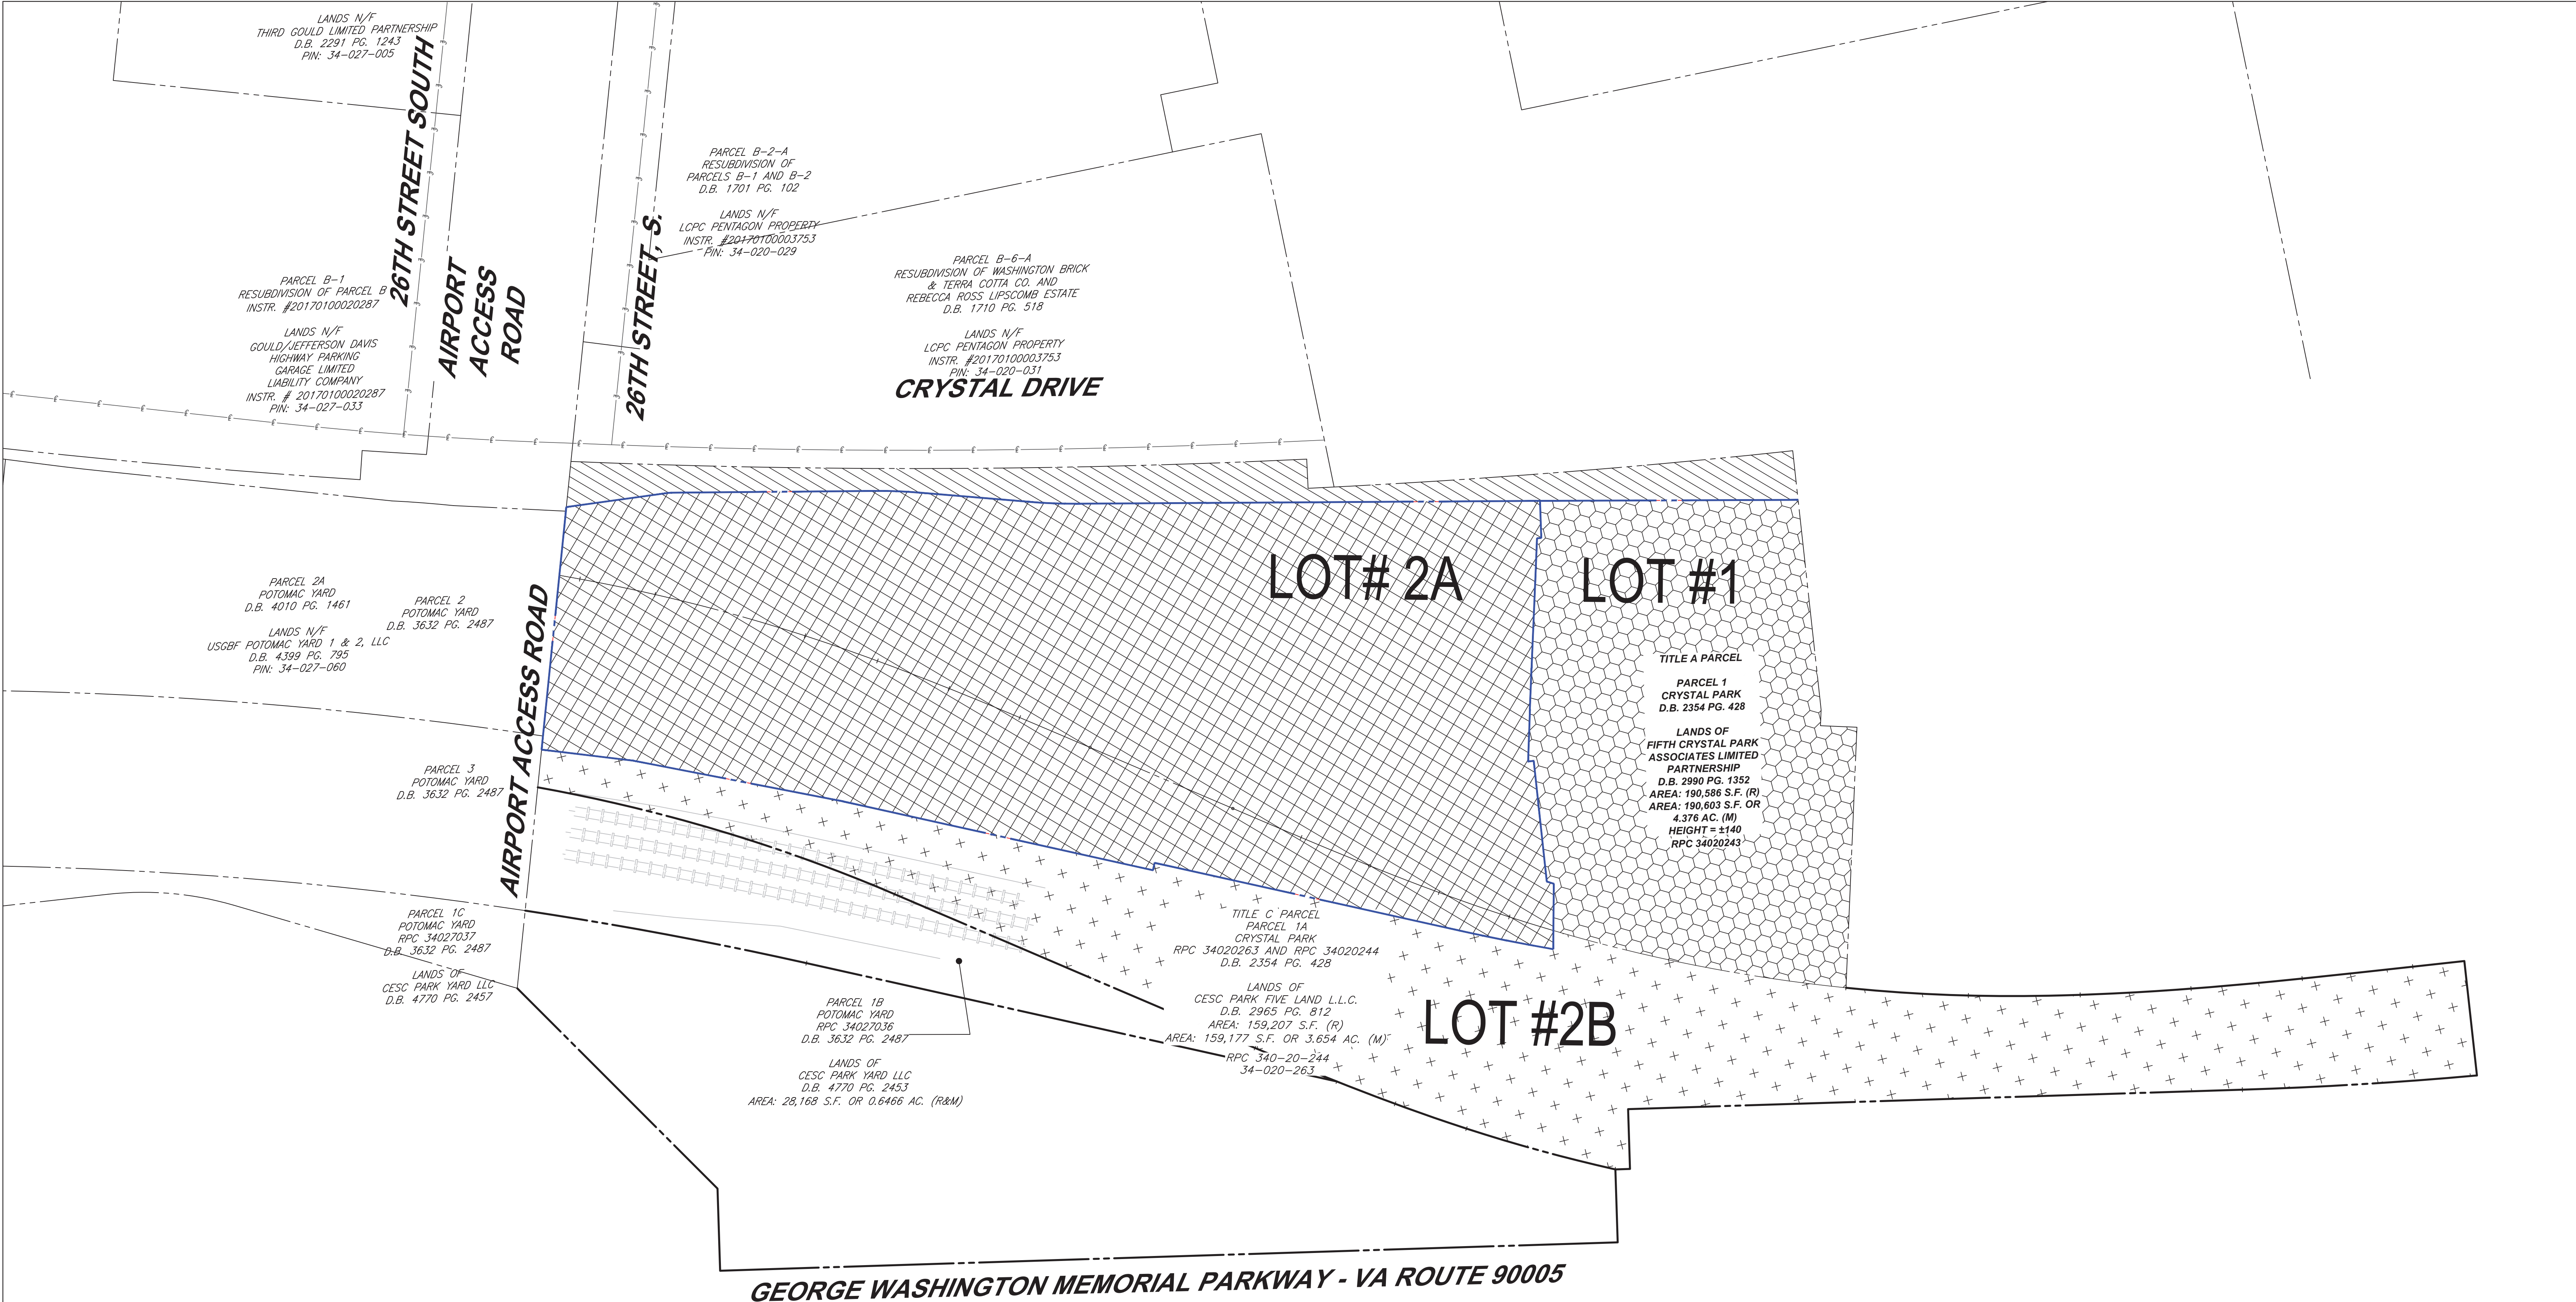 LANDS N/F
THIRD GOULD LIMITED PARTNERSHIP
D.B. 2291 PG. 1243
PIN: 34-027-005
26TH STREET SOUTH
AIRPORT
ACCESS
ROAD
26TH STREET, S.
PARCEL B-2-A
RESUBDIVISION OF
PARCELS B-1 AND B-2
D.B. 1701 PG. 102
LANDS N/F
LCPC PENTAGON PROPERTY
INSTR. #20170100003753
PIN: 34-020-029
PARCEL B-1
RESUBDIVISION OF PARCEL B
INSTR. #20170100020287
LANDS N/F
GOULD/JEFFERSON DAVIS
HIGHWAY PARKING
GARAGE LIMITED
LIABILITY COMPANY
INSTR. # 20170100020287
PIN: 34-027-033
PARCEL B-6-A
RESUBDIVISION OF WASHINGTON BRICK
& TERRA COTTA CO. AND
REBECCA ROSS LIPSCOMB ESTATE
D.B. 1710 PG. 518
LANDS N/F
LCPC PENTAGON PROPERTY
INSTR. #20170100003753
PIN: 34-020-031
CRYSTAL DRIVE
LOT# 2A
LOT #1
PARCEL 2A
POTOMAC YARD
D.B. 4010 PG. 1461
LANDS N/F
USGBF POTOMAC YARD 1 & 2, LLC
D.B. 4399 PG. 795
PIN: 34-027-060
PARCEL 2
POTOMAC YARD
D.B. 3632 PG. 2487
AIRPORT ACCESS ROAD
TITLE A PARCEL
PARCEL 1
CRYSTAL PARK
D.B. 2354 PG. 428
LANDS OF
FIFTH CRYSTAL PARK
ASSOCIATES LIMITED
PARTNERSHIP
D.B. 2990 PG. 1352
AREA: 190,586 S.F. (R)
AREA: 190,603 S.F. OR
4.376 AC. (M)
HEIGHT = ±140
RPC 34020243
PARCEL 3
POTOMAC YARD
D.B. 3632 PG. 2487
PARCEL 1C
POTOMAC YARD
RPC 34027037
D.B. 3632 PG. 2487
LANDS OF
CESC PARK YARD LLC
D.B. 4770 PG. 2457
TITLE C PARCEL
PARCEL 1A
CRYSTAL PARK
RPC 34020263 AND RPC 34020244
D.B. 2354 PG. 428
LANDS OF
CESC PARK FIVE LAND L.L.C.
D.B. 2965 PG. 812
AREA: 159,207 S.F. (R)
AREA: 159,177 S.F. OR 3.654 AC. (M)
RPC 340-20-244
34-020-263
LOT #2B
PARCEL 1B
POTOMAC YARD
RPC 34027036
D.B. 3632 PG. 2487
LANDS OF
CESC PARK YARD LLC
D.B. 4770 PG. 2453
AREA: 28,168 S.F. OR 0.6466 AC. (R&M)
GEORGE WASHINGTON MEMORIAL PARKWAY - VA ROUTE 90005